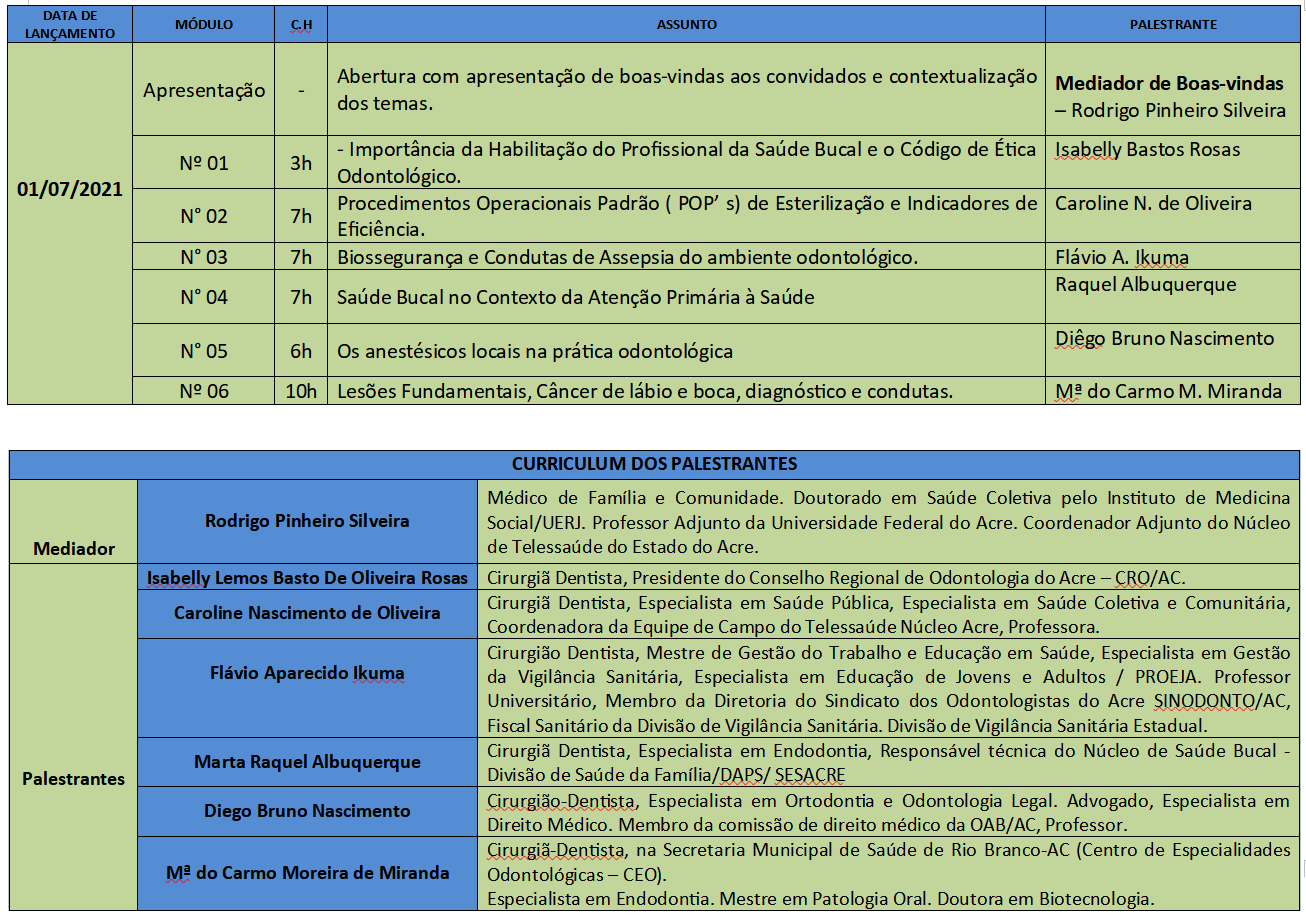 DATA DE
LANÇAMENTO
MÓDULO
C.H
ASSUNTO
PALESTRANTE
01/07/2021
Apresentação
-
Abertura com apresentação de boas-vindas aos convidados e contextualização
dos temas.
Mediador de Boas-vindas
– Rodrigo Pinheiro Silveira
Nº 01
3h
- Importância da Habilitação do Profissional da Saúde Bucal e o Código de Ética
Odontológico.
Isabelly Bastos Rosas
N° 02
7h
Procedimentos Operacionais Padrão ( POP’ s) de Esterilização e Indicadores de
Eficiência.
Caroline N. de Oliveira
N° 03
7h
Biossegurança e Condutas de Assepsia do ambiente odontológico.
Flávio A. Ikuma
N° 04
7h
Saúde Bucal no Contexto da Atenção Primária à Saúde
Raquel Albuquerque
N° 05
6h
Os anestésicos locais na prática odontológica
Diêgo Bruno Nascimento
Nº 06
10h
Lesões Fundamentais, Câncer de lábio e boca, diagnóstico e condutas.
Mª do Carmo M. Miranda
CURRICULUM DOS PALESTRANTES
Mediador
Rodrigo Pinheiro Silveira
Médico de Família e Comunidade. Doutorado em Saúde Coletiva pelo Instituto de Medicina
Social/UERJ. Professor Adjunto da Universidade Federal do Acre. Coordenador Adjunto do Núcleo
de Telessaúde do Estado do Acre.
Palestrantes
Isabelly Lemos Basto De Oliveira Rosas
Cirurgiã Dentista, Presidente do Conselho Regional de Odontologia do Acre – CRO/AC.
Caroline Nascimento de Oliveira
Cirurgiã Dentista, Especialista em Saúde Pública, Especialista em Saúde Coletiva e Comunitária,
Coordenadora da Equipe de Campo do Telessaúde Núcleo Acre, Professora.
Flávio Aparecido Ikuma
Cirurgião Dentista, Mestre de Gestão do Trabalho e Educação em Saúde, Especialista em Gestão
da Vigilância Sanitária, Especialista em Educação de Jovens e Adultos / PROEJA. Professor
Universitário, Membro da Diretoria do Sindicato dos Odontologistas do Acre SINODONTO/AC,
Fiscal Sanitário da Divisão de Vigilância Sanitária. Divisão de Vigilância Sanitária Estadual.
Marta Raquel Albuquerque
Cirurgiã Dentista, Especialista em Endodontia, Responsável técnica do Núcleo de Saúde Bucal -
Divisão de Saúde da Família/DAPS/ SESACRE
Diego Bruno Nascimento
Cirurgião-Dentista, Especialista em Ortodontia e Odontologia Legal. Advogado, Especialista em
Direito Médico. Membro da comissão de direito médico da OAB/AC, Professor.
Mª do Carmo Moreira de Miranda
Cirurgiã-Dentista, na Secretaria Municipal de Saúde de Rio Branco-AC (Centro de Especialidades
Odontológicas – CEO).
Especialista em Endodontia. Mestre em Patologia Oral. Doutora em Biotecnologia.